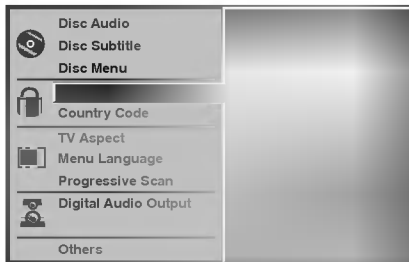 Disc Audio
Disc Subtitle
Disc Menu
Country Code
TV Aspect
Menu Language
Progressive Scan
Digital Audio Output
Others